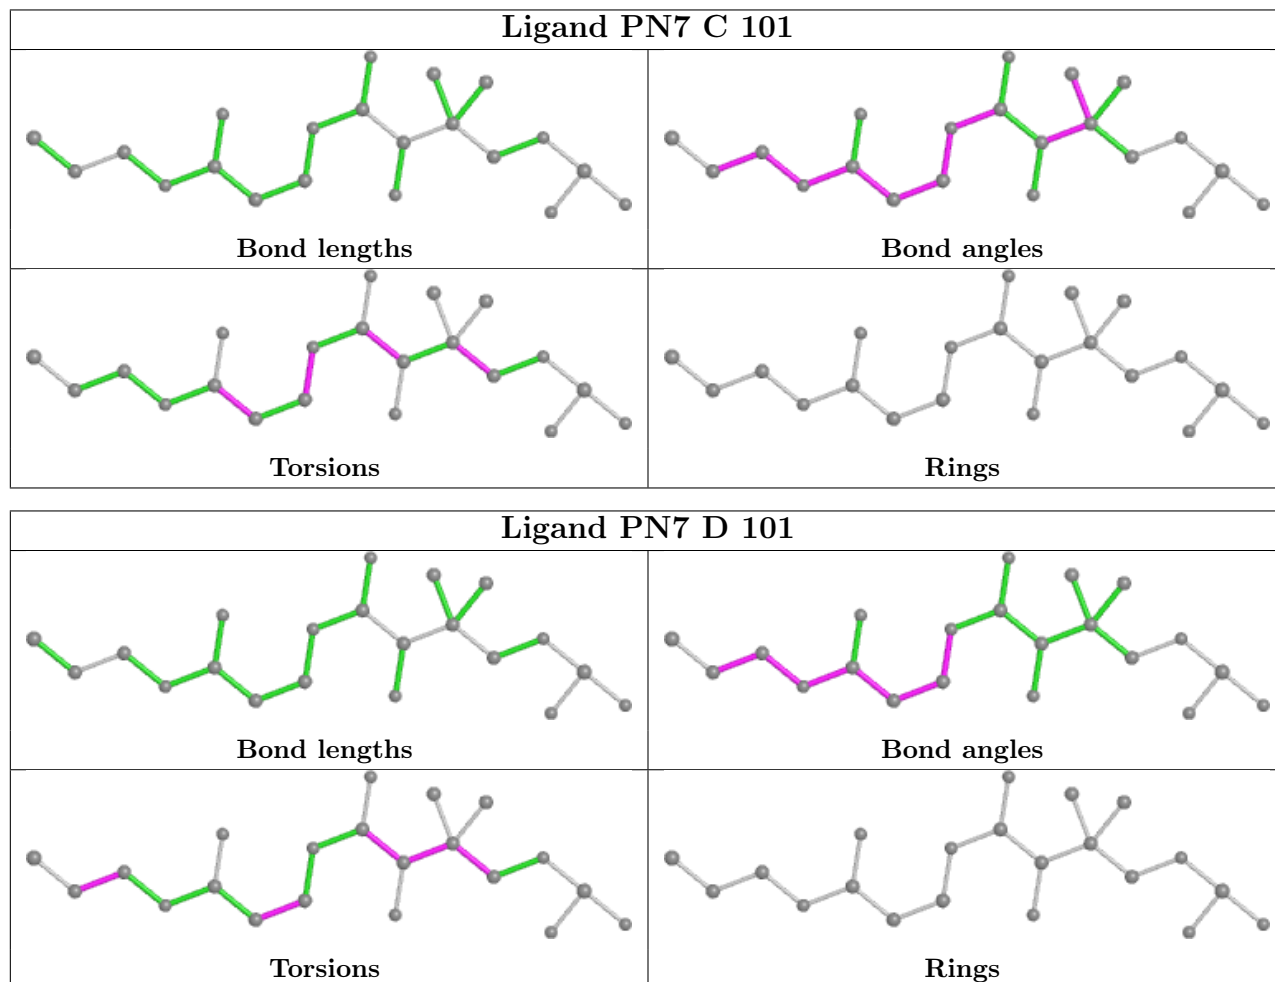 Ligand PN7 C 101
Bond lengths
Bond angles
Torsions
Rings
Ligand PN7 D 101
Bond lengths
Bond angles
Torsions
Rings